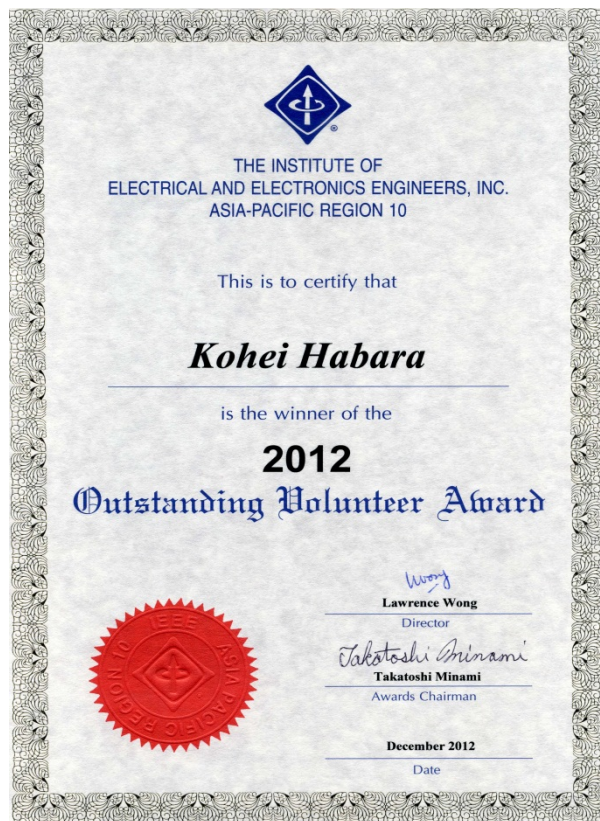 THE INSTITUTE OF
ELECTRICAL AND ELECTRONICS ENGINEERS, INC.
ASIA-PACIFIC REGION 10
This is to certify that
Kohei Habara
is the winner of the
2012
Outstanding Volunteer Award
Wong
Lawrence Wong
Director
Takatoshi Minami
Takatoshi Minami
Awards Chairman
December 2012
Date
IEEE ASIA PACIFIC REGION 10